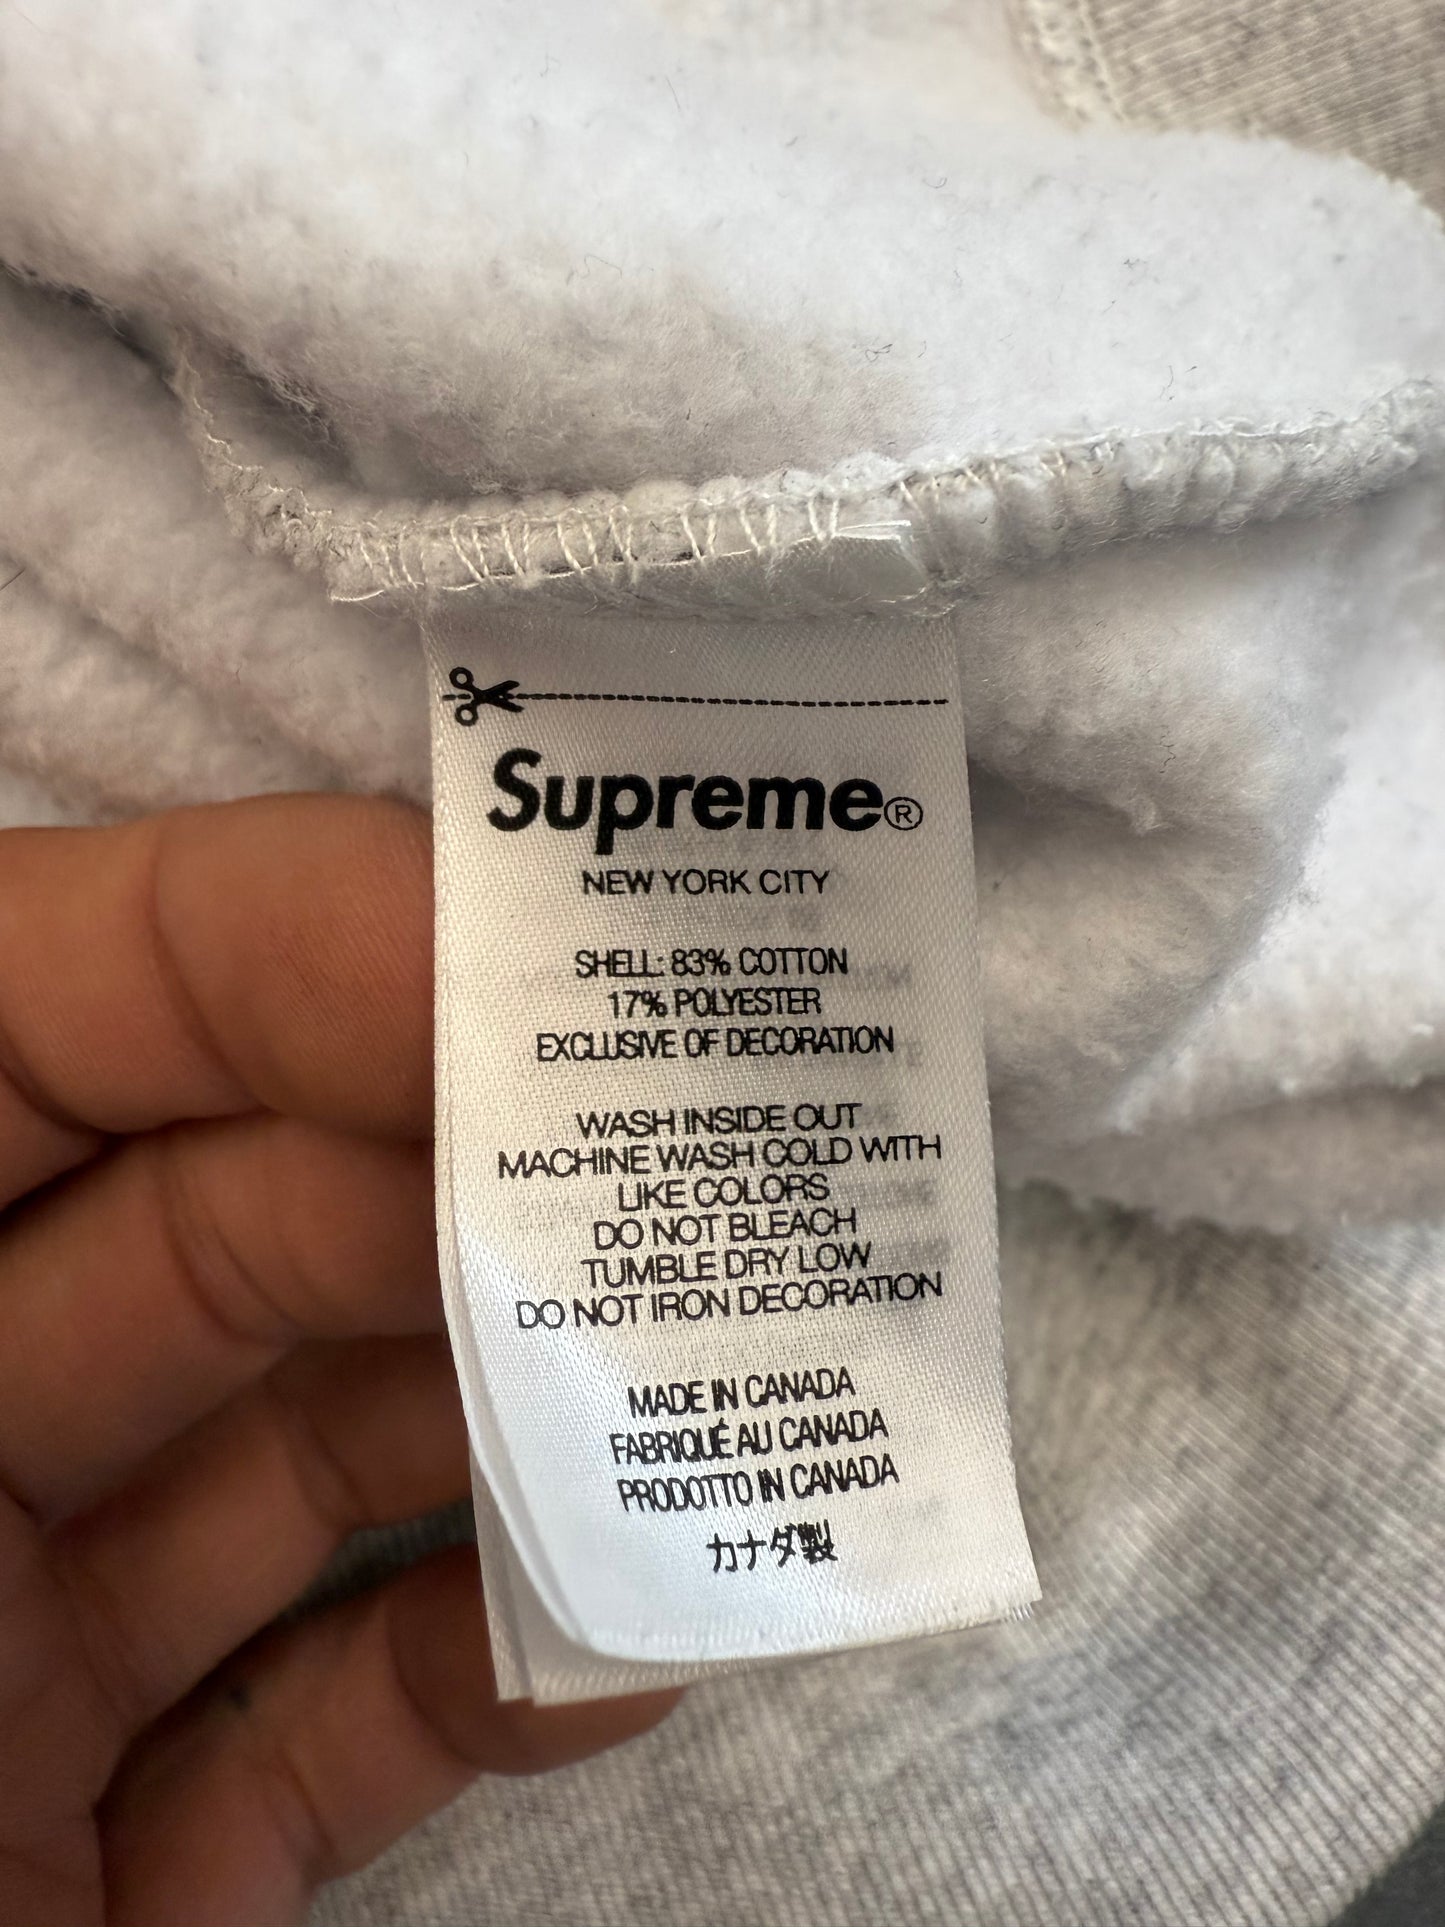 Supreme®
NEW YORK CITY
SHELL: 83% COTTON
17% POLYESTER
EXCLUSIVE OF DECORATION
WASH INSIDE OUT
MACHINE WASH COLD WITH
LIKE COLORS
DO NOT BLEACH
TUMBLE DRY LOW
DO NOT IRON DECORATION
MADE IN CANADA
FABRIQUÉ AU CANADA
PRODOTTO IN CANADA
カナダ製